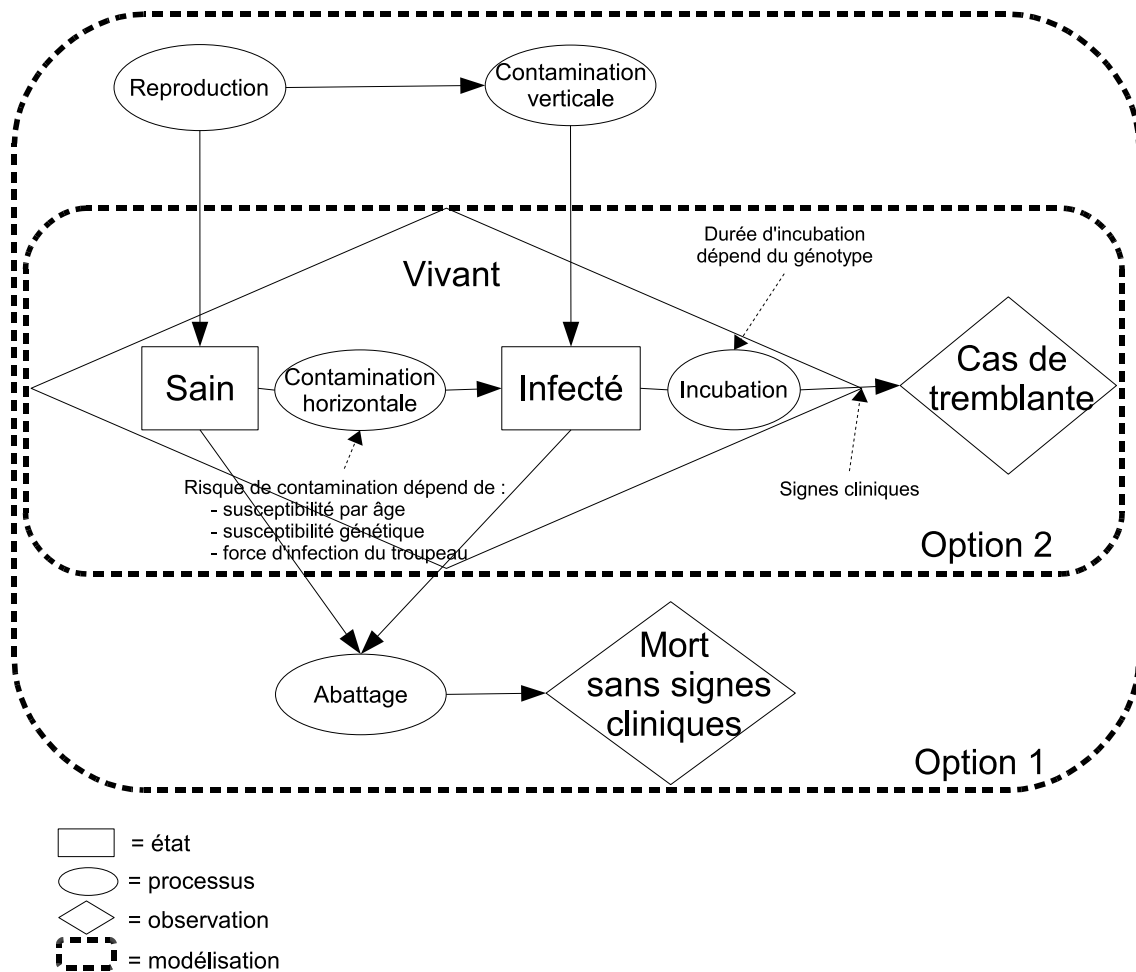 Reproduction
Contamination
verticale
Durée d'incubation
dépend du génotype
Vivant
Sain
Contamination
horizontale
Infecté
Incubation
Cas de
tremblante
Risque de contamination dépend de :
- susceptibilité par âge
- susceptibilité génétique
- force d'infection du troupeau
Signes cliniques
Option 2
Abattage
Mort
sans signes
cliniques
Option 1
= état
= processus
= observation
= modélisation